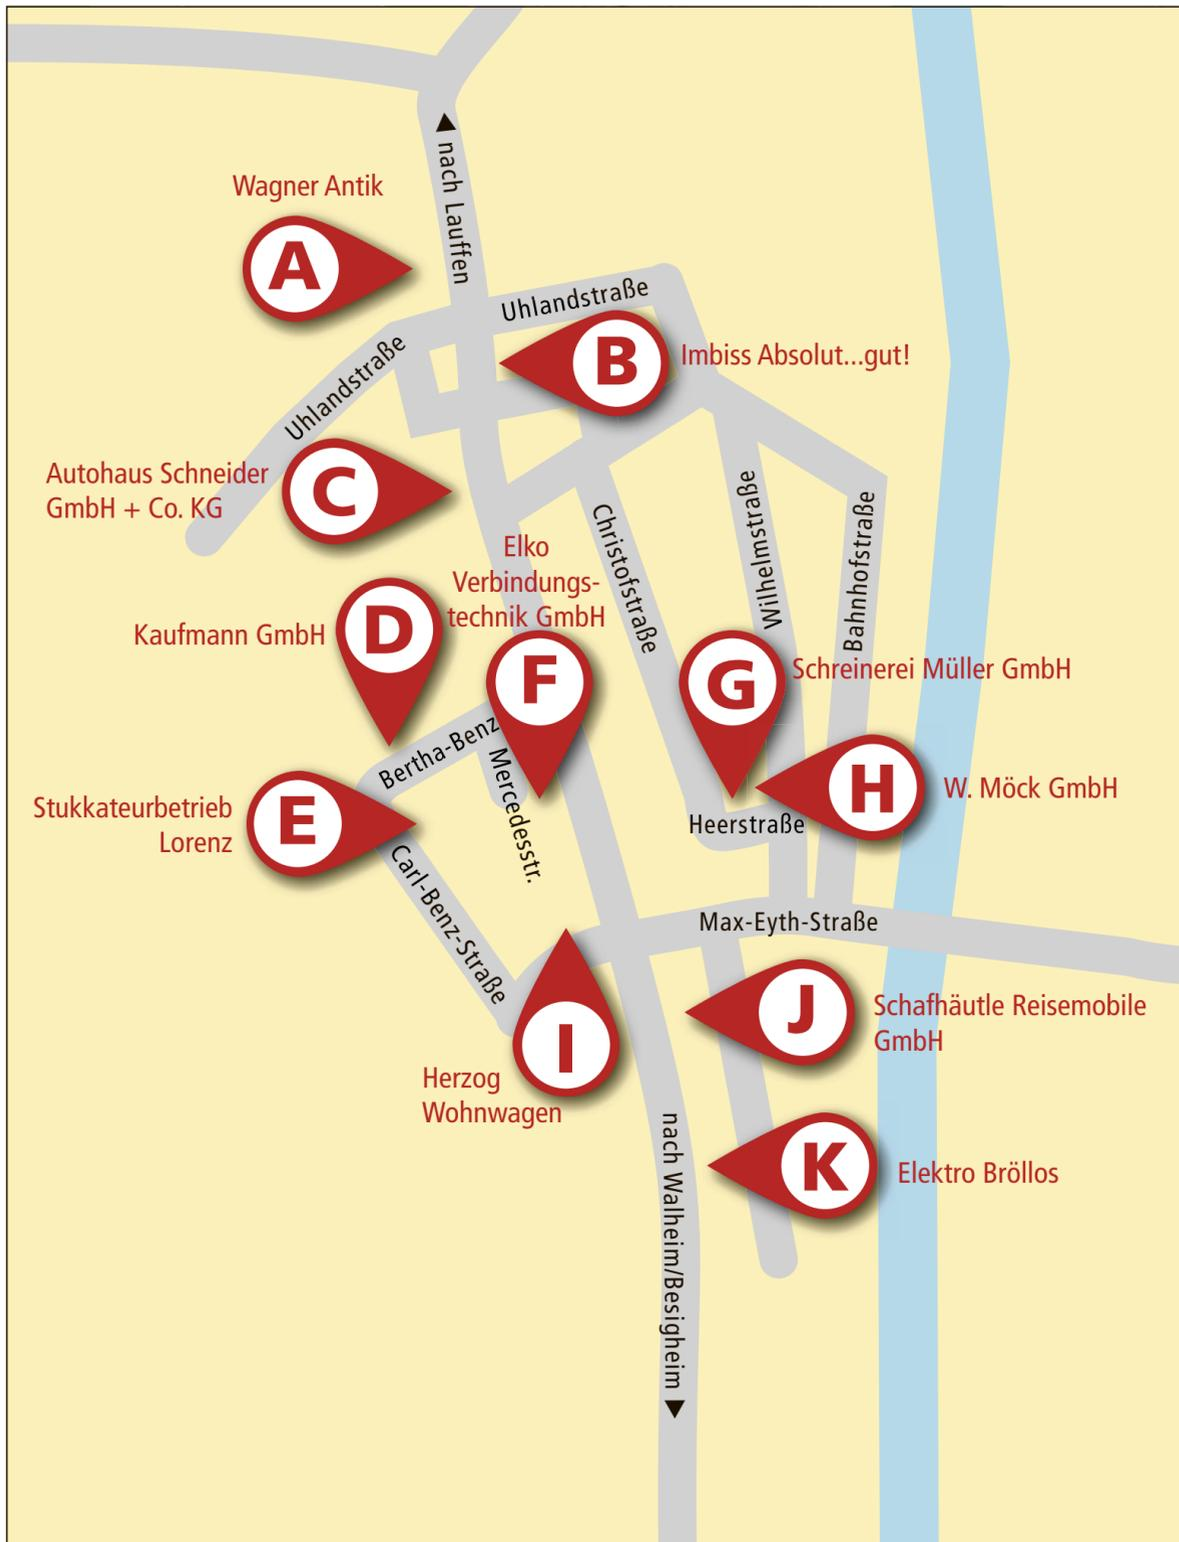 nach Lauffen
Wagner Antik
A
Uhlandstraße
Uhlandstraße
B
Imbiss Absolut...gut!
Autohaus Schneider
GmbH + Co. KG
C
Christofstraße
Wilhelmstraße
Bahnhofstraße
Elko
Verbindungs-
technik GmbH
Kaufmann GmbH
D
F
G
Schreinerei Müller GmbH
Bertha-Benz
Mercedesstr.
H
W. Möck GmbH
Stukkateurbetrieb
Lorenz
E
Heerstraße
Carl-Benz-Straße
Max-Eyth-Straße
I
Herzog
Wohnwagen
J
Schafhäutle Reisemobile
GmbH
K
Elektro Bröllos
nach Walheim/Besigheim